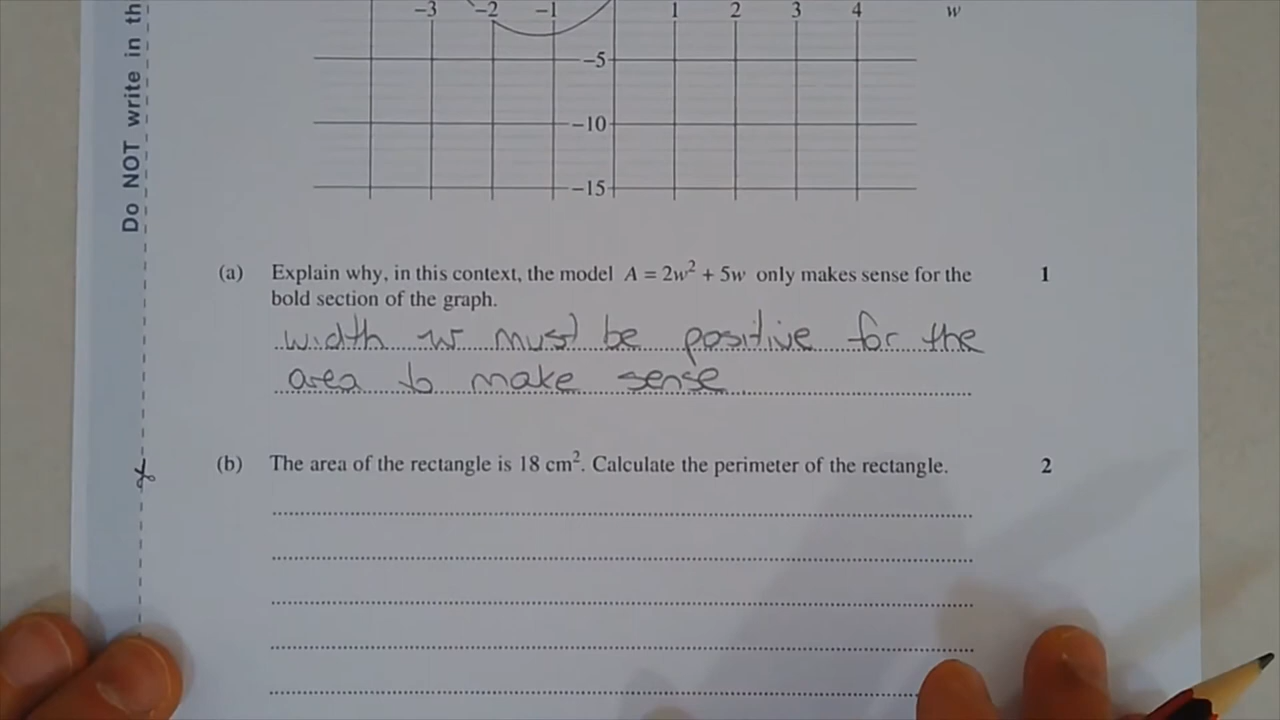 Do NOT write in th
−3 −2 −1 1 2 3 4 w
−5
−10
−15
(a) Explain why, in this context, the model A = 2w² + 5w only makes sense for the 1
bold section of the graph.
width w must be positive for the
area to make sense
(b) The area of the rectangle is 18 cm². Calculate the perimeter of the rectangle. 2